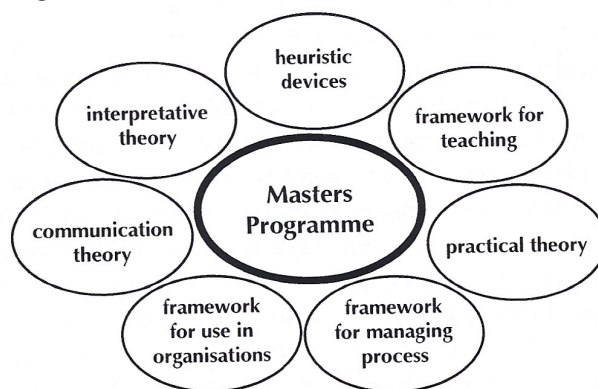 heuristic
devices
interpretative
theory
framework for
teaching
Masters
Programme
communication
theory
practical theory
framework
for use in
organisations
framework
for managing
process